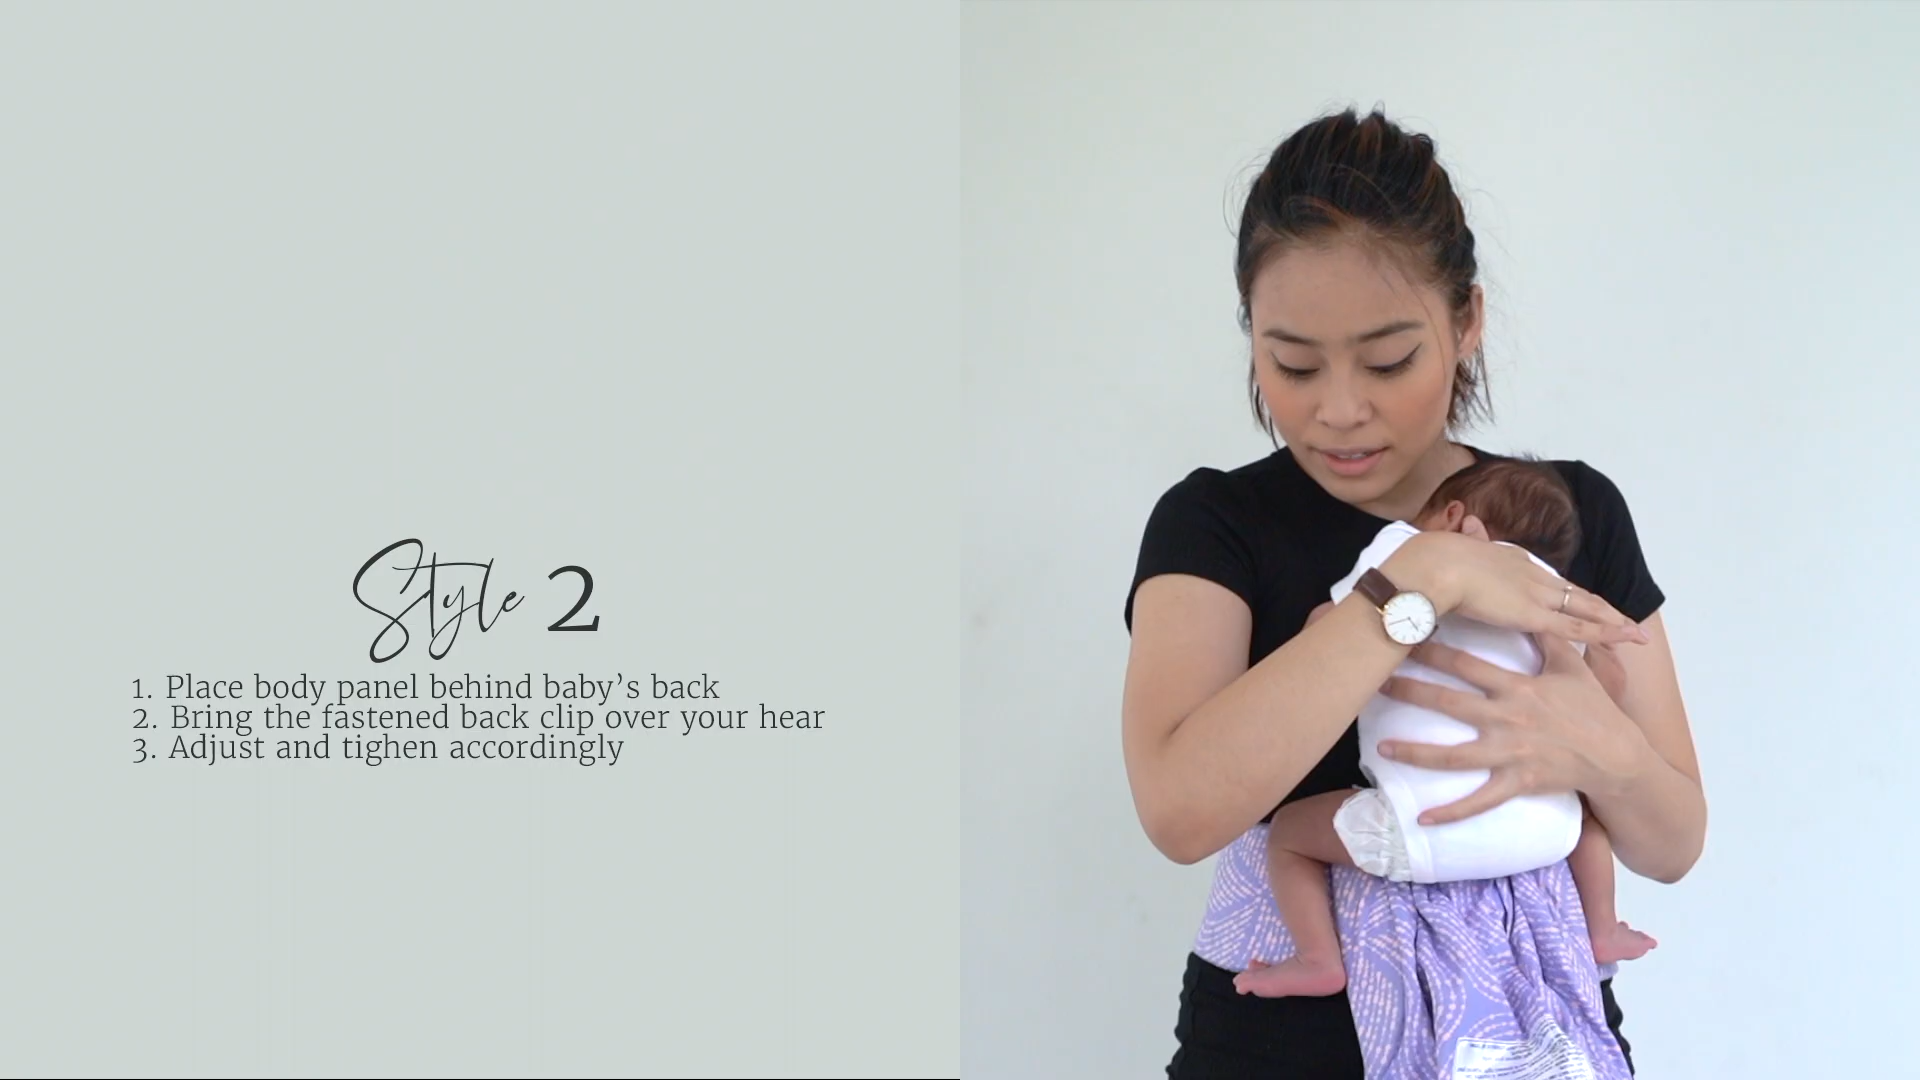 Style 2
1. Place body panel behind baby’s back
2. Bring the fastened back clip over your hear
3. Adjust and tighen accordingly